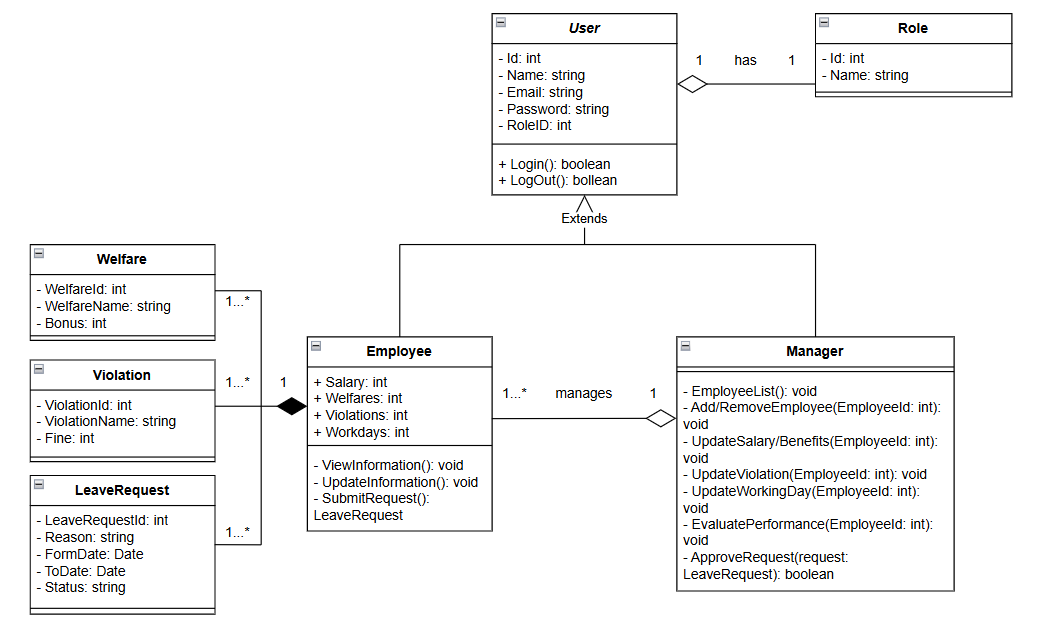 User
- Id: int
- Name: string
- Email: string
- Password: string
- RoleID: int
+ Login(): boolean
+ LogOut(): bollean
1 has 1
Role
- Id: int
- Name: string
Extends
Welfare
- WelfareId: int
- WelfareName: string
- Bonus: int
1...*
Violation
- ViolationId: int
- ViolationName: string
- Fine: int
1...*
1
LeaveRequest
- LeaveRequestId: int
- Reason: string
- FormDate: Date
- ToDate: Date
- Status: string
1...*
Employee
+ Salary: int
+ Welfares: int
+ Violations: int
+ Workdays: int
- ViewInformation(): void
- UpdateInformation(): void
- SubmitRequest():
LeaveRequest
1...* manages 1
Manager
- EmployeeList(): void
- Add/RemoveEmployee(EmployeeId: int):
void
- UpdateSalary/Benefits(EmployeeId: int):
void
- UpdateViolation(EmployeeId: int): void
- UpdateWorkingDay(EmployeeId: int):
void
- EvaluatePerformance(EmployeeId: int):
void
- ApproveRequest(request:
LeaveRequest): boolean